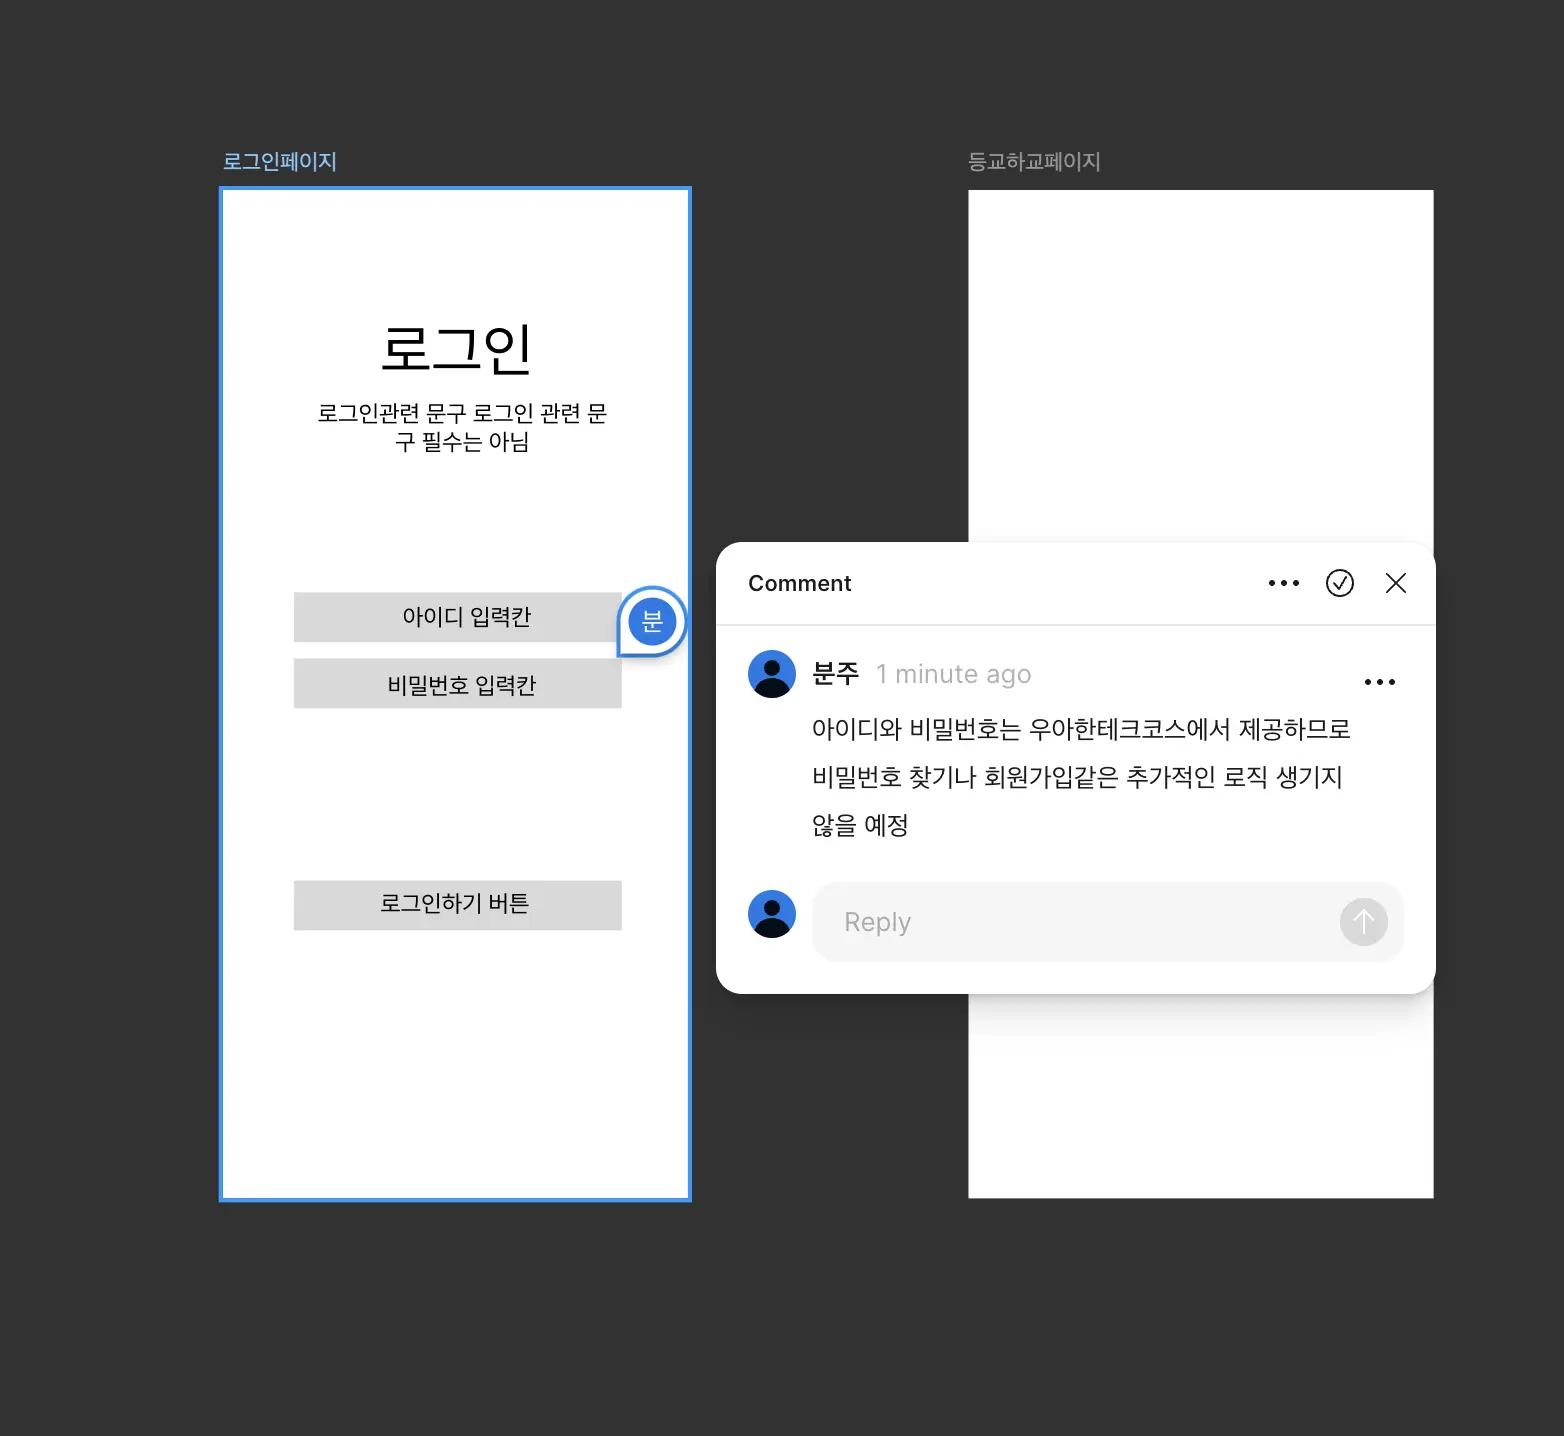 로그인페이지
등교하교페이지
로그인
로그인관련 문구 로그인 관련 문
구 필수는 아님
아이디 입력칸
분
비밀번호 입력칸
로그인하기 버튼
Comment
분주 1 minute ago
아이디와 비밀번호는 우아한테크코스에서 제공하므로
비밀번호 찾기나 회원가입같은 추가적인 로직 생기지
않을 예정
Reply